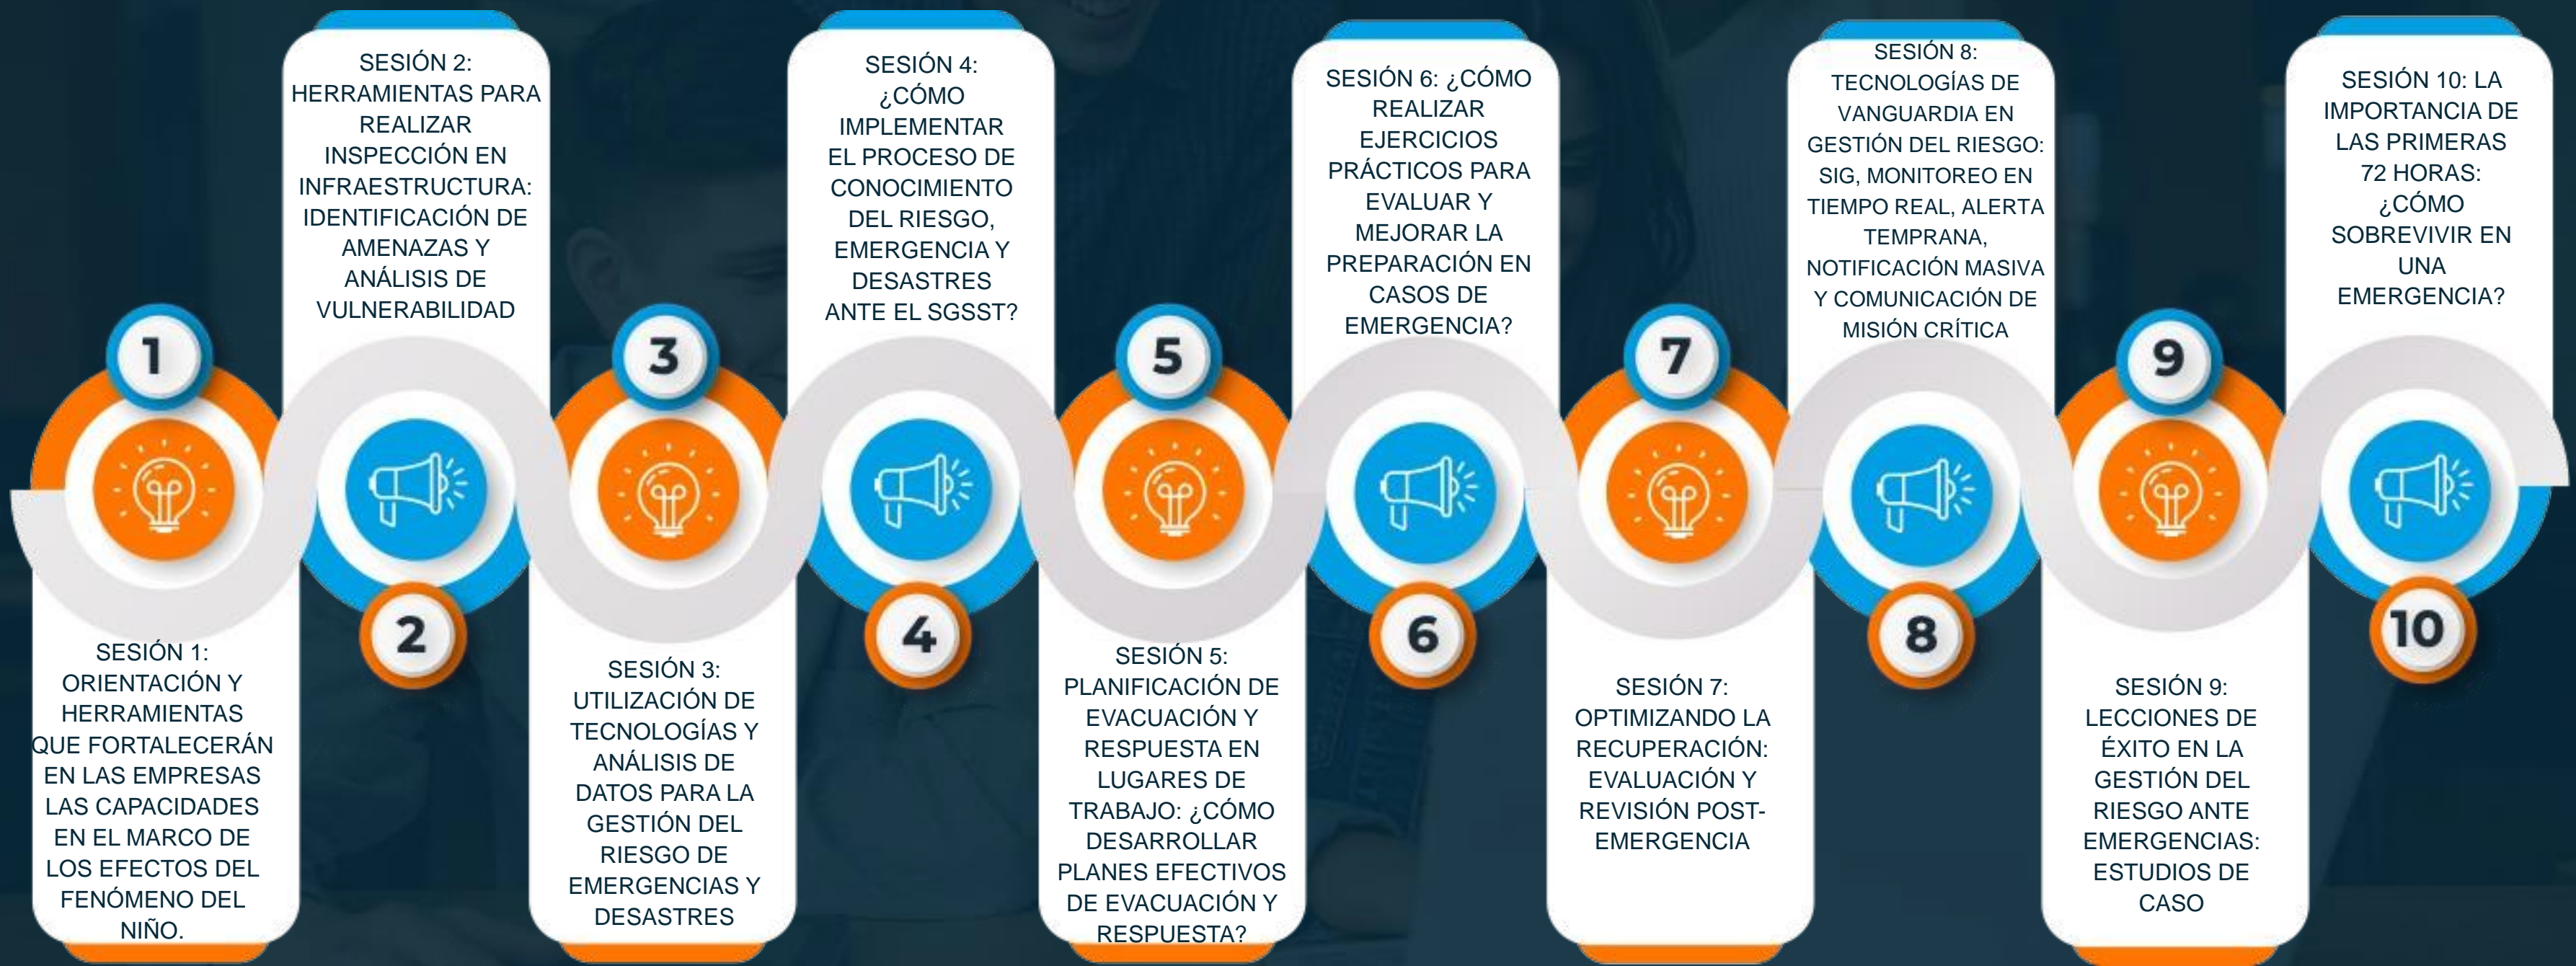 1
SESIÓN 1:
ORIENTACIÓN Y
HERRAMIENTAS
QUE FORTALECERÁN
EN LAS EMPRESAS
LAS CAPACIDADES
EN EL MARCO DE
LOS EFECTOS DEL
FENÓMENO DEL
NIÑO.
SESIÓN 2:
HERRAMIENTAS PARA
REALIZAR
INSPECCIÓN EN
INFRAESTRUCTURA:
IDENTIFICACIÓN DE
AMENAZAS Y
ANÁLISIS DE
VULNERABILIDAD
2
3
SESIÓN 3:
UTILIZACIÓN DE
TECNOLOGÍAS Y
ANÁLISIS DE
DATOS PARA LA
GESTIÓN DEL
RIESGO DE
EMERGENCIAS Y
DESASTRES
SESIÓN 4:
¿CÓMO
IMPLEMENTAR
EL PROCESO DE
CONOCIMIENTO
DEL RIESGO,
EMERGENCIA Y
DESASTRES
ANTE EL SGSST?
4
5
SESIÓN 5:
PLANIFICACIÓN DE
EVACUACIÓN Y
RESPUESTA EN
LUGARES DE
TRABAJO: ¿CÓMO
DESARROLLAR
PLANES EFECTIVOS
DE EVACUACIÓN Y
RESPUESTA?
SESIÓN 6: ¿CÓMO
REALIZAR
EJERCICIOS
PRÁCTICOS PARA
EVALUAR Y
MEJORAR LA
PREPARACIÓN EN
CASOS DE
EMERGENCIA?
6
7
SESIÓN 7:
OPTIMIZANDO LA
RECUPERACIÓN:
EVALUACIÓN Y
REVISIÓN POST-
EMERGENCIA
SESIÓN 8:
TECNOLOGÍAS DE
VANGUARDIA EN
GESTIÓN DEL RIESGO:
SIG, MONITOREO EN
TIEMPO REAL, ALERTA
TEMPRANA,
NOTIFICACIÓN MASIVA
Y COMUNICACIÓN DE
MISIÓN CRÍTICA
8
9
SESIÓN 9:
LECCIONES DE
ÉXITO EN LA
GESTIÓN DEL
RIESGO ANTE
EMERGENCIAS:
ESTUDIOS DE
CASO
SESIÓN 10: LA
IMPORTANCIA DE
LAS PRIMERAS
72 HORAS:
¿CÓMO
SOBREVIVIR EN
UNA
EMERGENCIA?
10